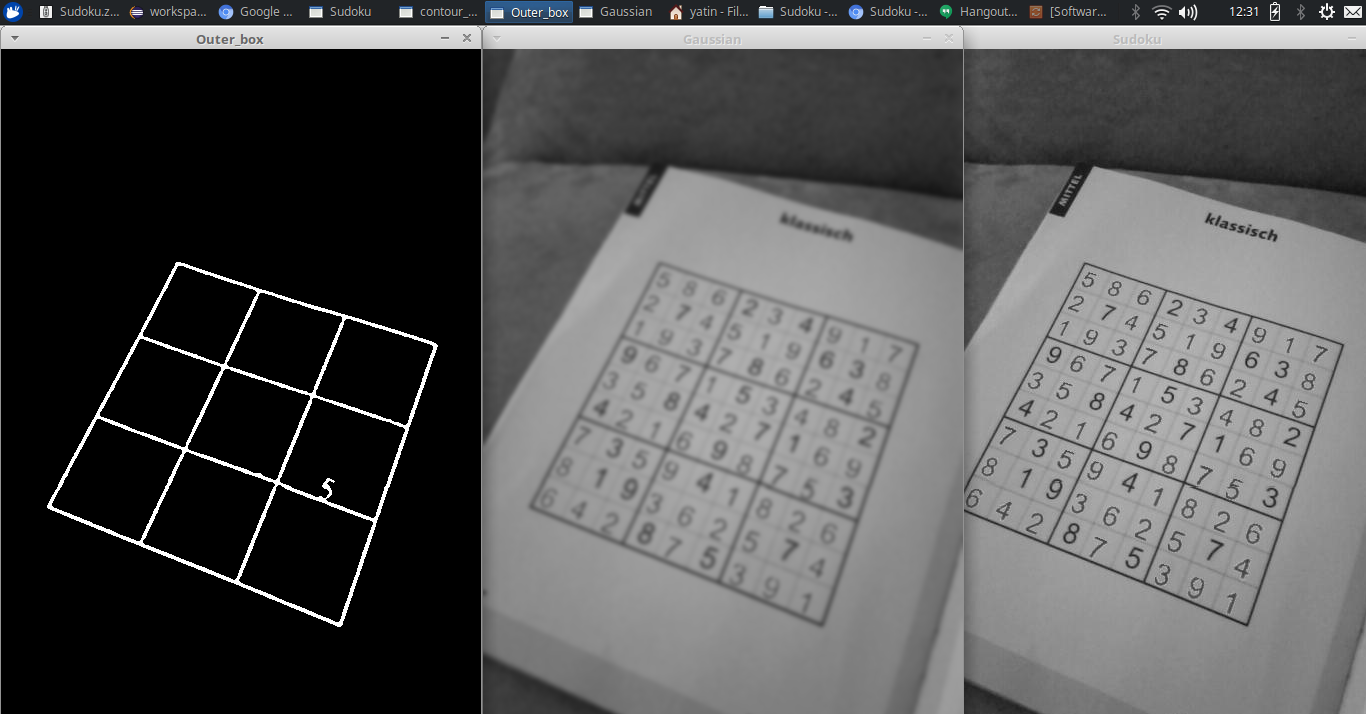 Sudoku.z... workspa... Google ... Sudoku contour_... Outer_box Gaussian yatin - Fil... Sudoku -... Sudoku -... Hangout... [Softwar... 12:31
Outer_box
5
Gaussian
klassisch
5 8 6 2 3 4 9 1 7
2 7 4 5 1 9 6 3 8
1 9 3 7 8 6 2 4 5
9 6 7 1 5 3 4 8 2
3 5 8 4 2 7 1 6 9
4 2 1 6 9 8 7 5 3
7 3 5 9 4 1 8 2 6
8 1 9 3 6 2 5 7 4
6 4 2 8 7 5 3 9 1
Sudoku
MITTEL
klassisch
5 8 6 2 3 4 9 1 7
2 7 4 5 1 9 6 3 8
1 9 3 7 8 6 2 4 5
9 6 7 1 5 3 4 8 2
3 5 8 4 2 7 1 6 9
4 2 1 6 9 8 7 5 3
7 3 5 9 4 1 8 2 6
8 1 9 3 6 2 5 7 4
6 4 2 8 7 5 3 9 1